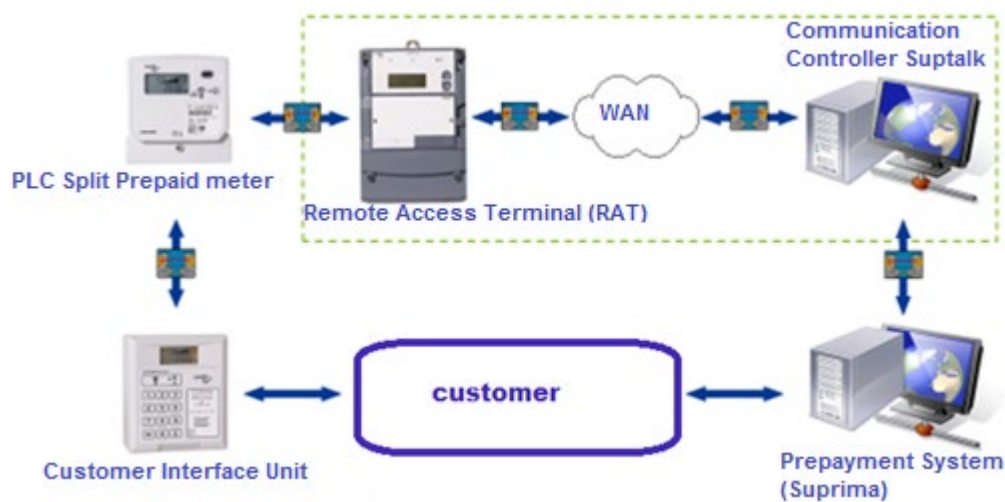 Communication
Controller Suptalk
WAN
PLC Split Prepaid meter
Remote Access Terminal (RAT)
customer
Customer Interface Unit
Prepayment System
(Suprima)